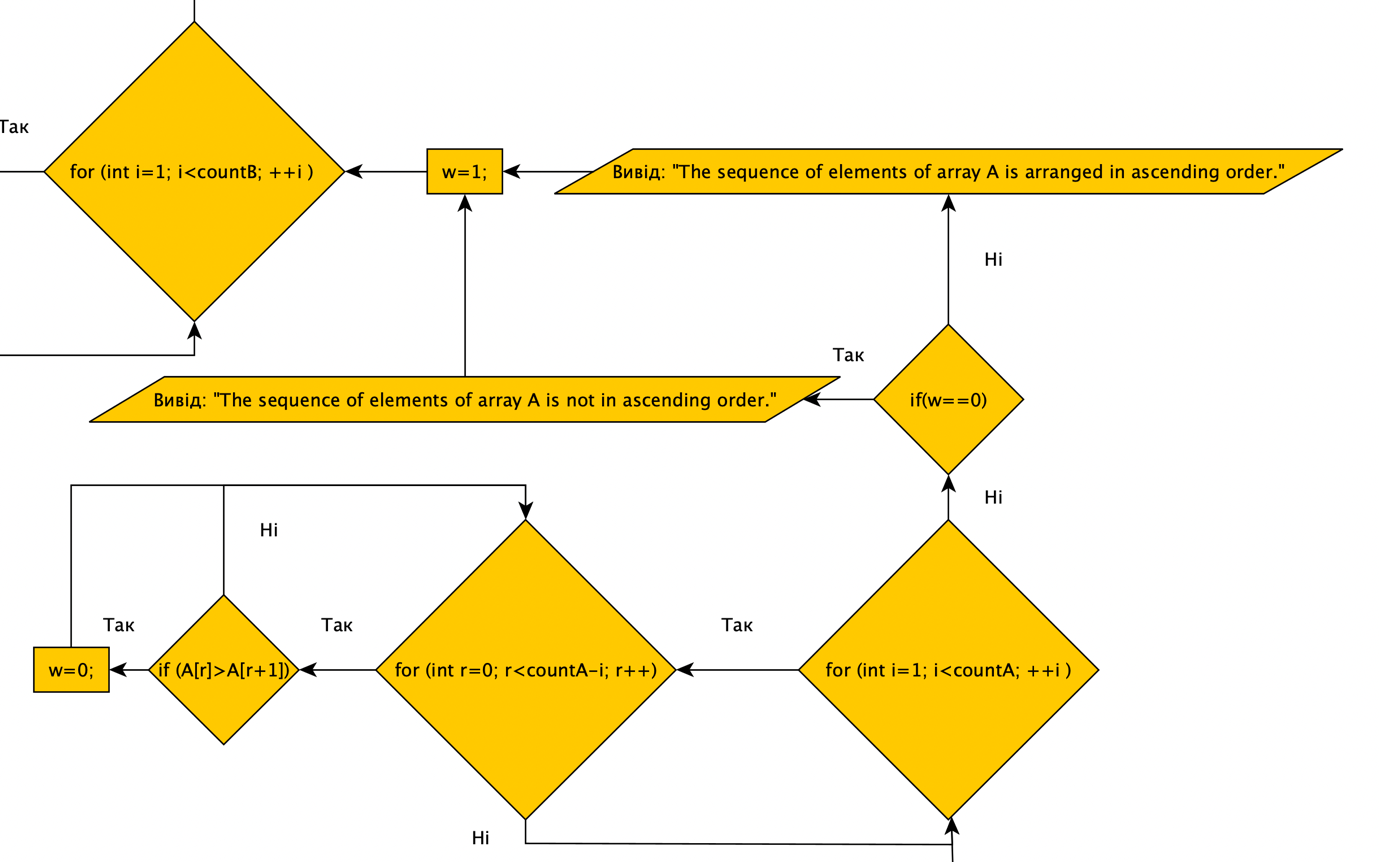 Так
for (int i=1; i<countB; ++i )
w=1;
Вивід: "The sequence of elements of array A is arranged in ascending order."
Ні
Так
Вивід: "The sequence of elements of array A is not in ascending order."
if(w==0)
Ні
Ні
Так
Так
Так
w=0;
if (A[r]>A[r+1])
for (int r=0; r<countA-i; r++)
for (int i=1; i<countA; ++i )
Ні